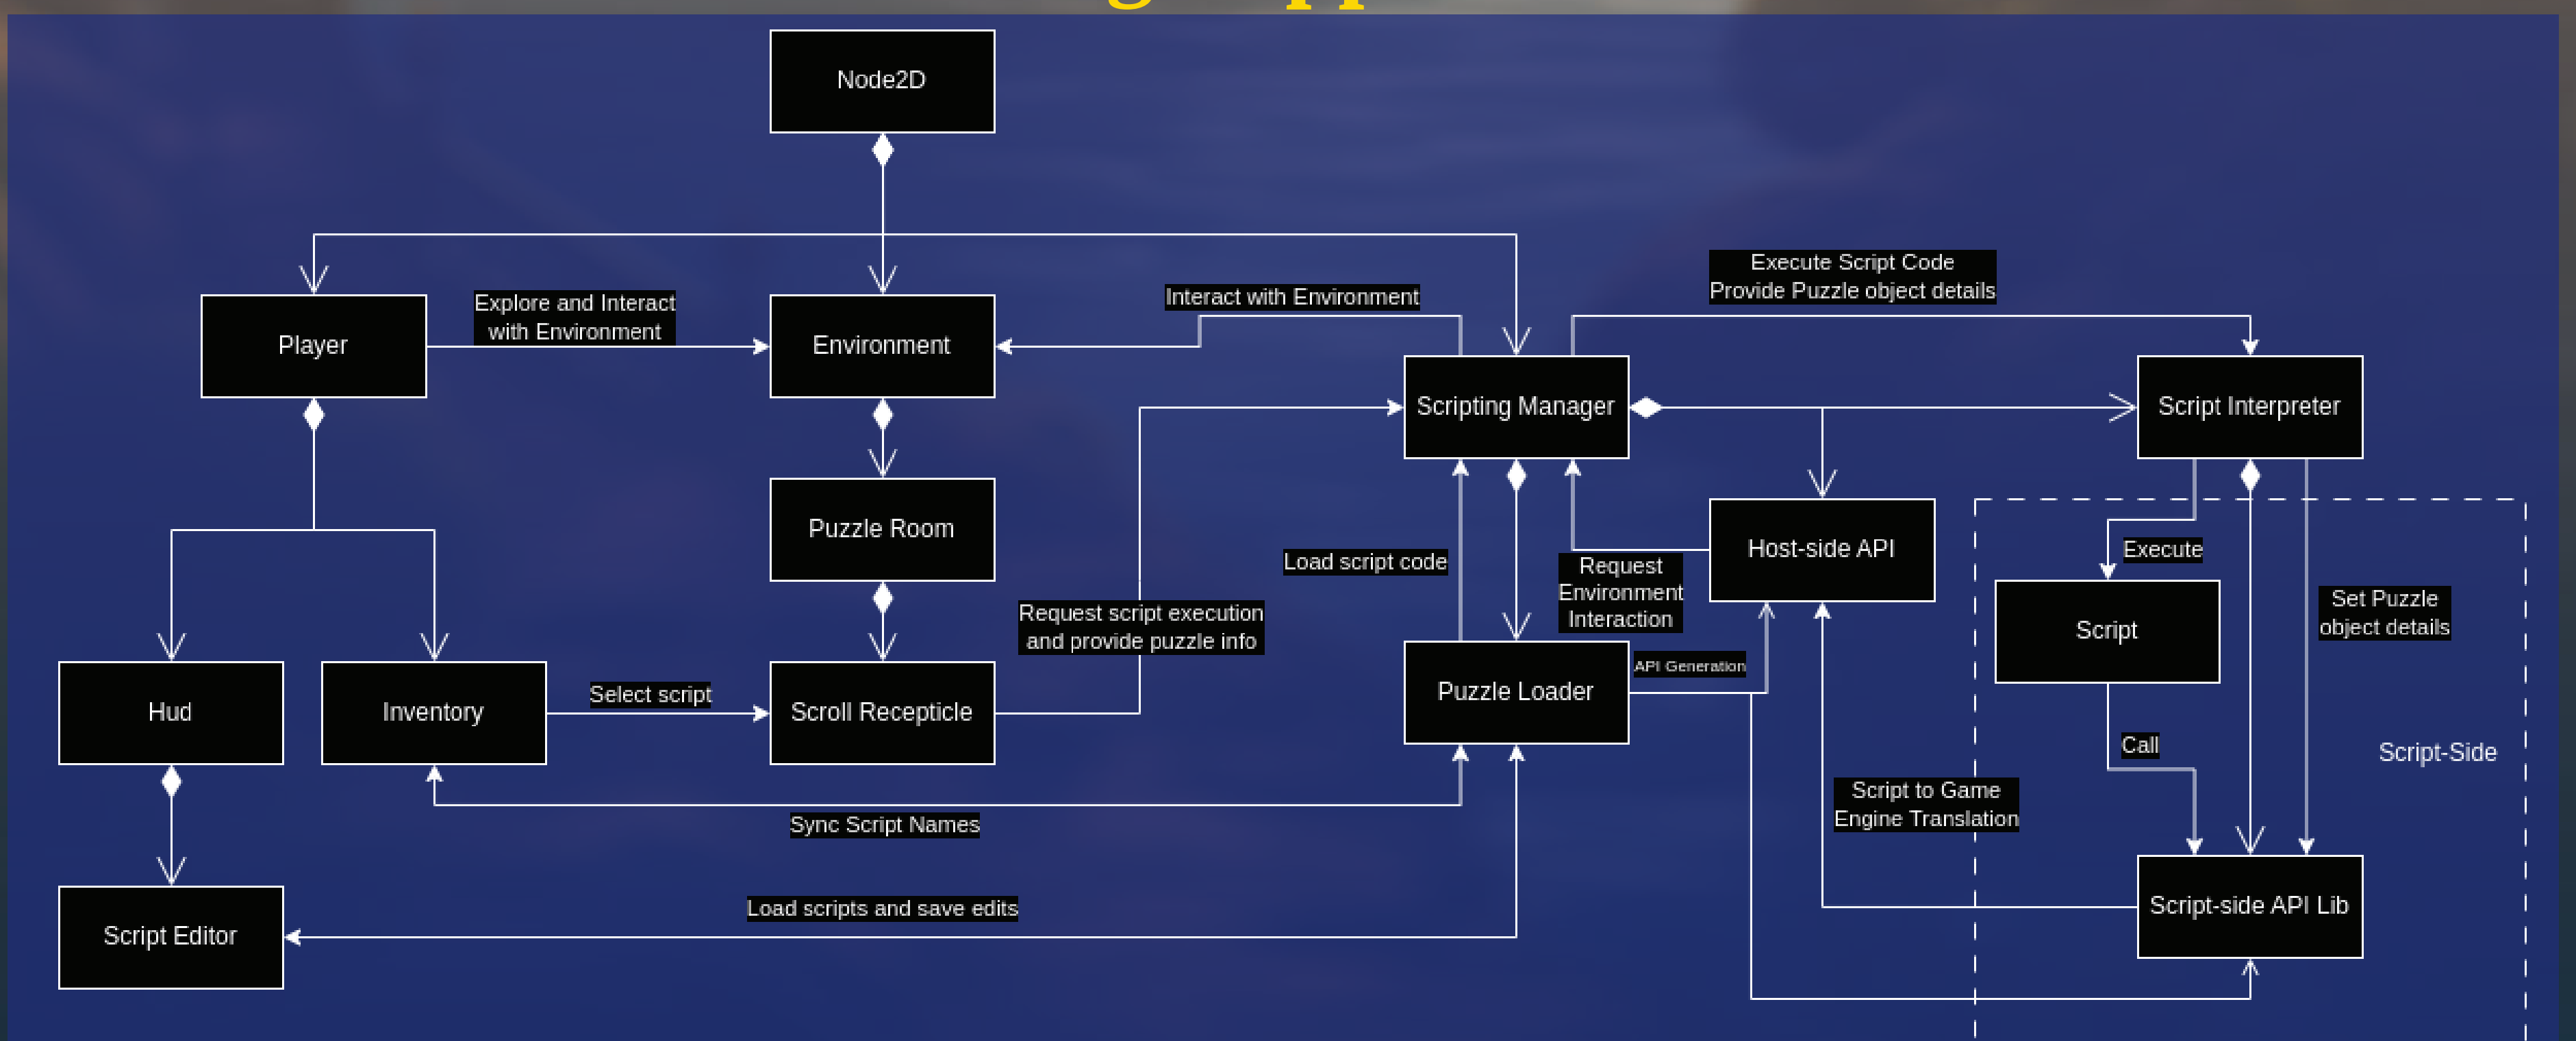 Node2D
Execute Script Code
Provide Puzzle object details
Explore and Interact
with Environment
Interact with Environment
Player
Environment
Scripting Manager
Script Interpreter
Puzzle Room
Host-side API
Execute
Load script code
Request
Environment
Interaction
Set Puzzle
object details
Request script execution
and provide puzzle info
Script
API Generation
Puzzle Loader
Hud
Inventory
Select script
Scroll Recepticle
Call
Script-Side
Script to Game
Engine Translation
Sync Script Names
Load scripts and save edits
Script-side API Lib
Script Editor